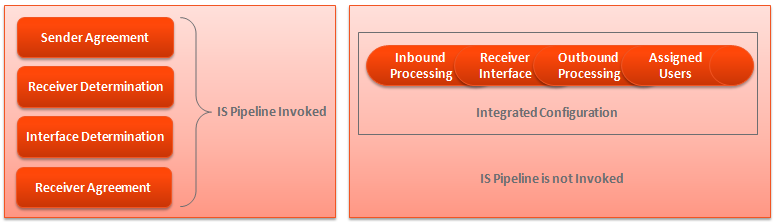 Sender Agreement
Receiver Determination
Interface Determination
Receiver Agreement
IS Pipeline Invoked
Inbound
Processing
Receiver
Interface
Outbound
Processing
Assigned
Users
Integrated Configuration
IS Pipeline is not Invoked